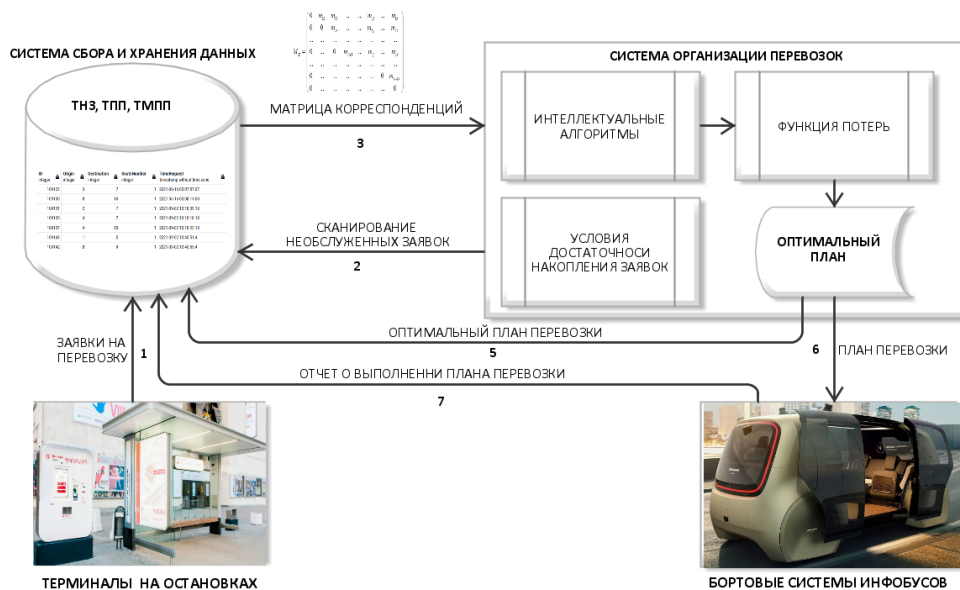 СИСТЕМА СБОРА И ХРАНЕНИЯ ДАННЫХ
ТНЗ, ТПП, ТМПП
МАТРИЦА КОРРЕСПОНДЕНЦИЙ
3
СКАНИРОВАНИЕ
НЕОБСЛУЖЕННЫХ ЗАЯВОК
2
СИСТЕМА ОРГАНИЗАЦИИ ПЕРЕВОЗОК
ИНТЕЛЛЕКТУАЛЬНЫЕ
АЛГОРИТМЫ
ФУНКЦИЯ ПОТЕРЬ
УСЛОВИЯ
ДОСТАТОЧНОСИ
НАКОПЛЕНИЯ ЗАЯВОК
ОПТИМАЛЬНЫЙ
ПЛАН
ОПТИМАЛЬНЫЙ ПЛАН ПЕРЕВОЗКИ
5
6
ПЛАН ПЕРЕВОЗКИ
ЗАЯВКИ НА
ПЕРЕВОЗКУ
1
ОТЧЕТ О ВЫПОЛНЕННИ ПЛАНА ПЕРЕВОЗКИ
7
ТЕРМИНАЛЫ НА ОСТАНОВКАХ
БОРТОВЫЕ СИСТЕМЫ ИНФОБУСОВ